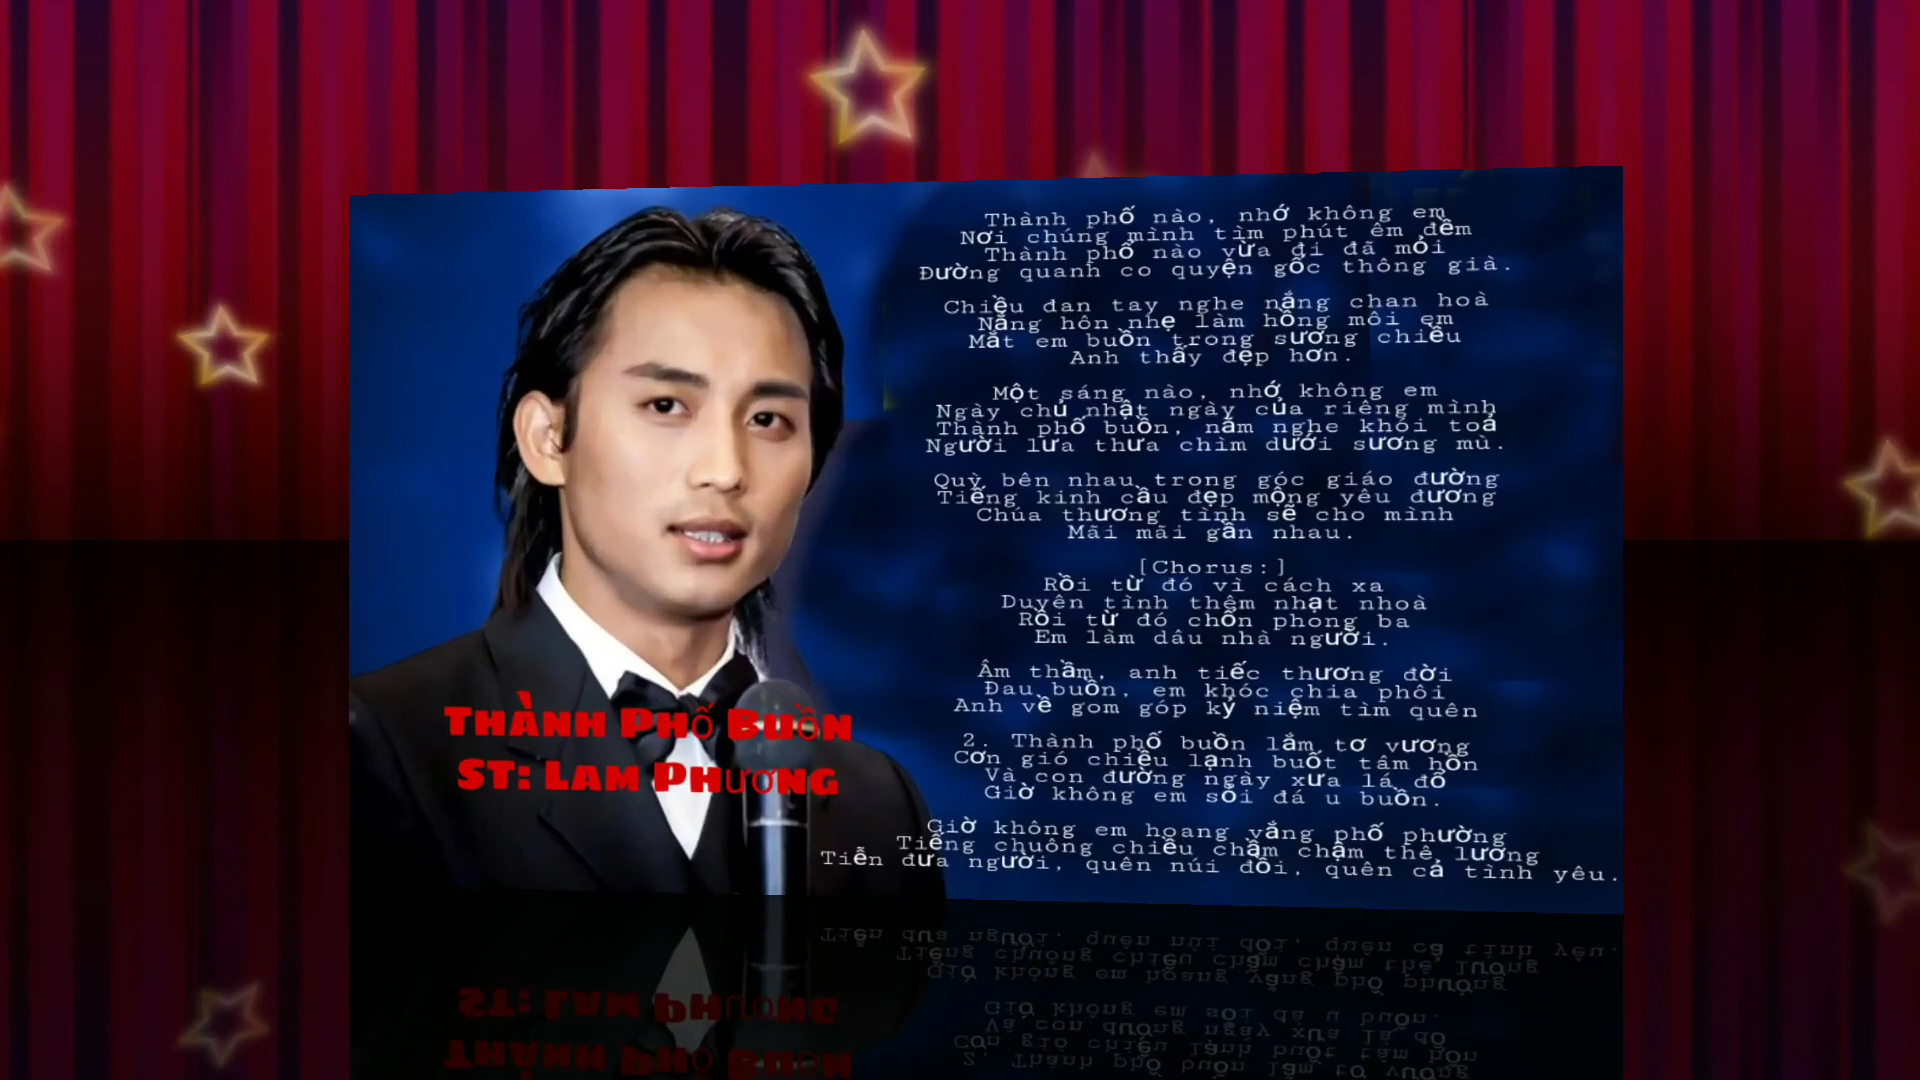 Thành phố nào, nhớ không em
Nơi chúng mình tìm phút êm đềm
Thành phố nào vừa đi đã mỏi
Đường quanh co quyện gốc thông già.
Chiều đan tay nghe nắng chan hoà
Nắng hôn nhẹ làm hồng môi em
Mắt em buồn trong sương chiều
Anh thấy đẹp hơn.
Một sáng nào, nhớ không em
Ngày chủ nhật ngày của riêng mình
Thành phố buồn, nằm nghe khói toả
Người lưa thưa chìm dưới sương mù.
Quỳ bên nhau trong góc giáo đường
Tiếng kinh cầu đẹp mộng yêu đương
Chúa thương tình sẽ cho mình
Mãi mãi gần nhau.
[Chorus:]
Rồi từ đó vì cách xa
Duyên tình thêm nhạt nhoà
Rồi từ đó chốn phong ba
Em làm dâu nhà người.
Âm thầm, anh tiếc thương đời
Đau buồn, em khóc chia phôi
Anh về gom góp kỷ niệm tìm quên
2. Thành phố buồn lắm tơ vương
Cơn gió chiều lạnh buốt tâm hồn
Và con đường ngày xưa lá đổ
Giờ không em sỏi đá u buồn.
Giờ không em hoang vắng phố phường
Tiếng chuông chiều chầm chậm thê lương
Tiễn đưa người, quên núi đồi, quên cả tình yêu.
Thành Phố Buồn
ST: Lam Phương